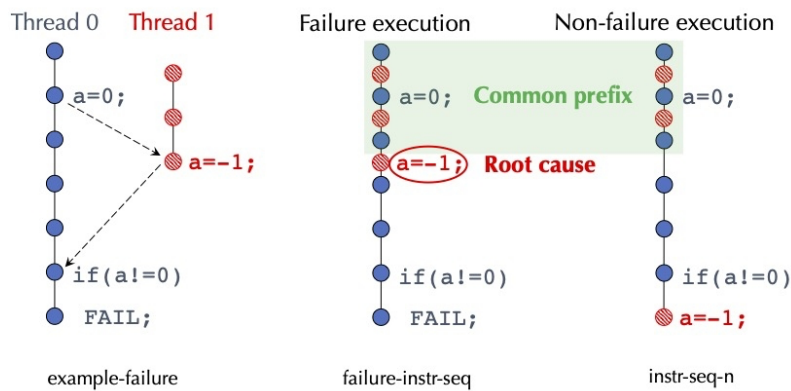 Thread 0 Thread 1 Failure execution Non-failure execution
a=0; a=0; Common prefix a=0;
a=-1; a=-1; Root cause
if(a!=0) if(a!=0) if(a!=0)
FAIL; FAIL; a=-1;
example-failure failure-instr-seq instr-seq-n